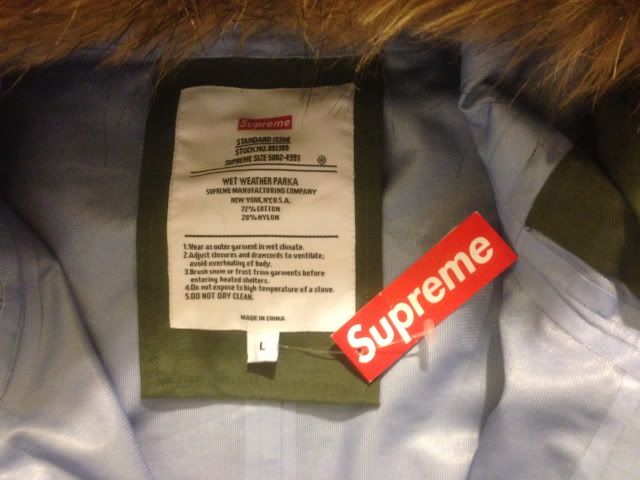 Supreme
STANDARD ISSUE
STOCK NO. 051305
SUPREME SIZE 5002-4991 ®
WET WEATHER PARKA
SUPREME MANUFACTURING COMPANY
NEW YORK, NY, U.S.A.
72% COTTON
28% NYLON
1.Wear as outer garment in wet climate.
2.Adjust closures and drawcords to ventilate;
avoid overheating of body.
3.Brush snow or frost from garments before
entering heated shelters.
4.Do not expose to high temperature of a stove.
5.DO NOT DRY CLEAN.
MADE IN CHINA
L
Supreme